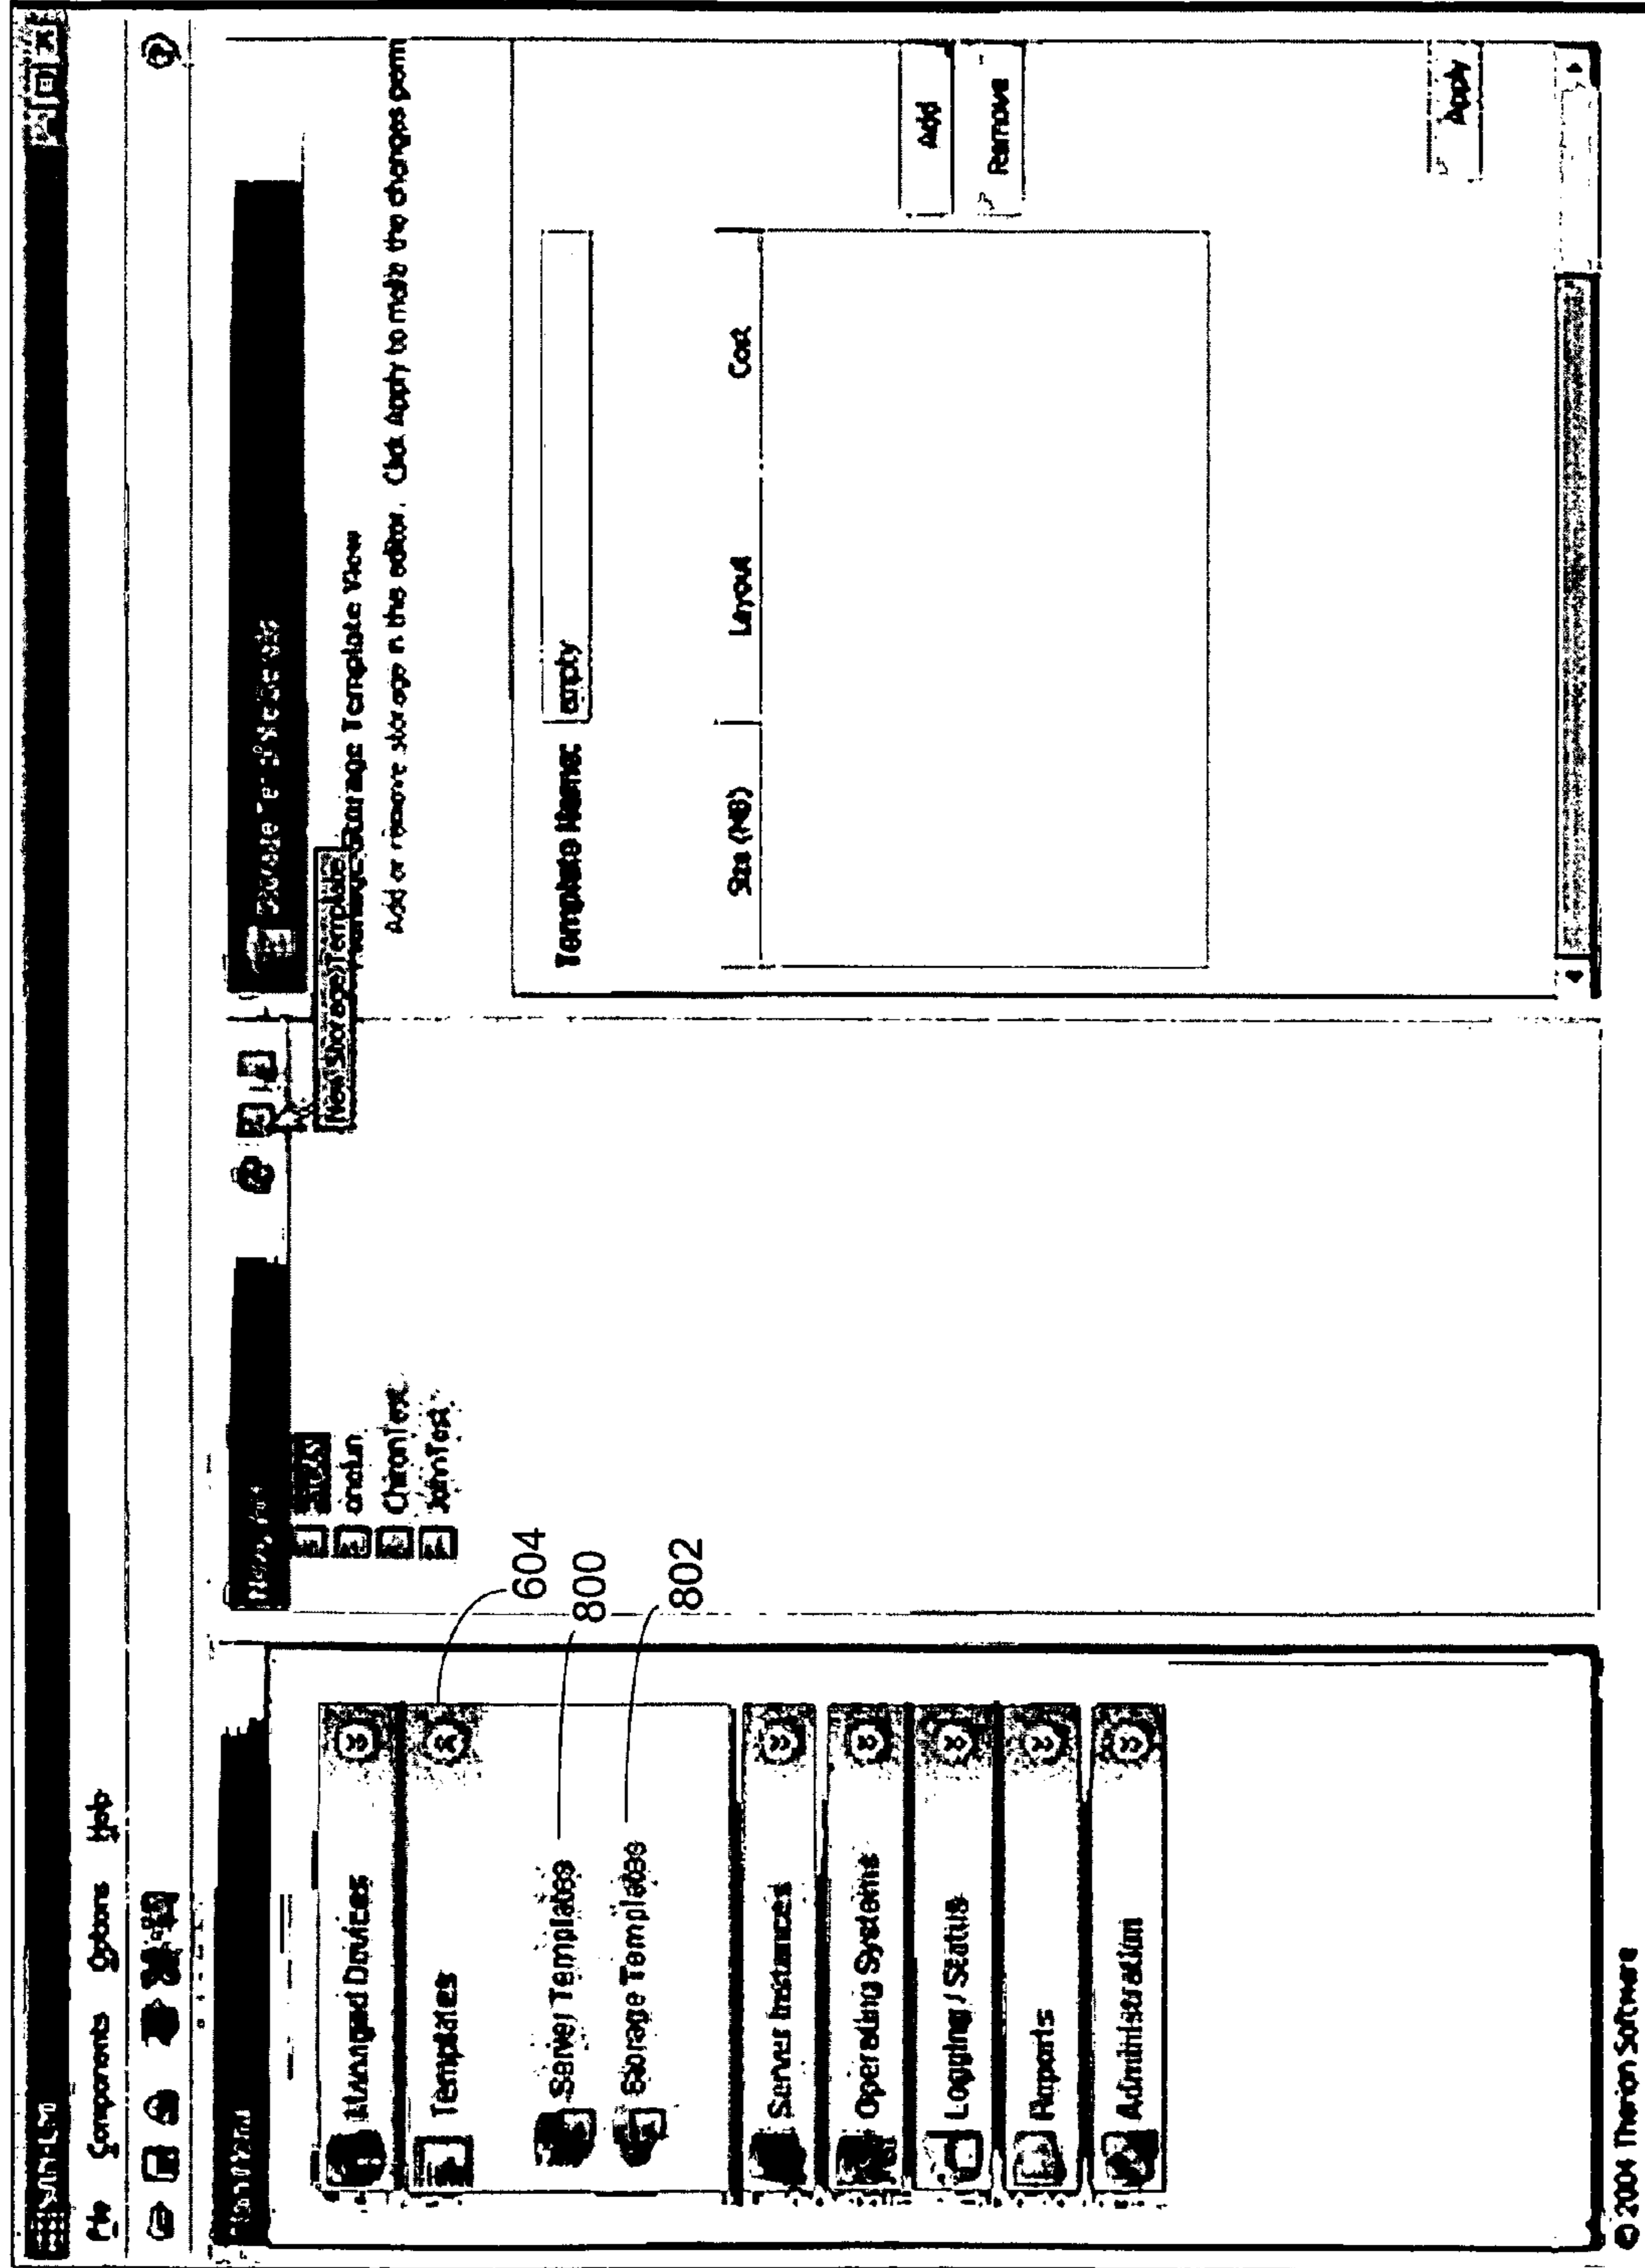 File Components Options Help
Managed Devices
Templates
Server Templates
Storage Templates
Server Instances
Operating Systems
Logging / Status
Reports
Administration
604
800
802
ChironTest
JohnTest
New Storage Template
Storage Template View
Add or remove storage in this editor. Click Apply to make the changes perm
Template Name: empty
Size (MB) Layout Cost
Add
Remove
Apply
© 2004 Therion Software